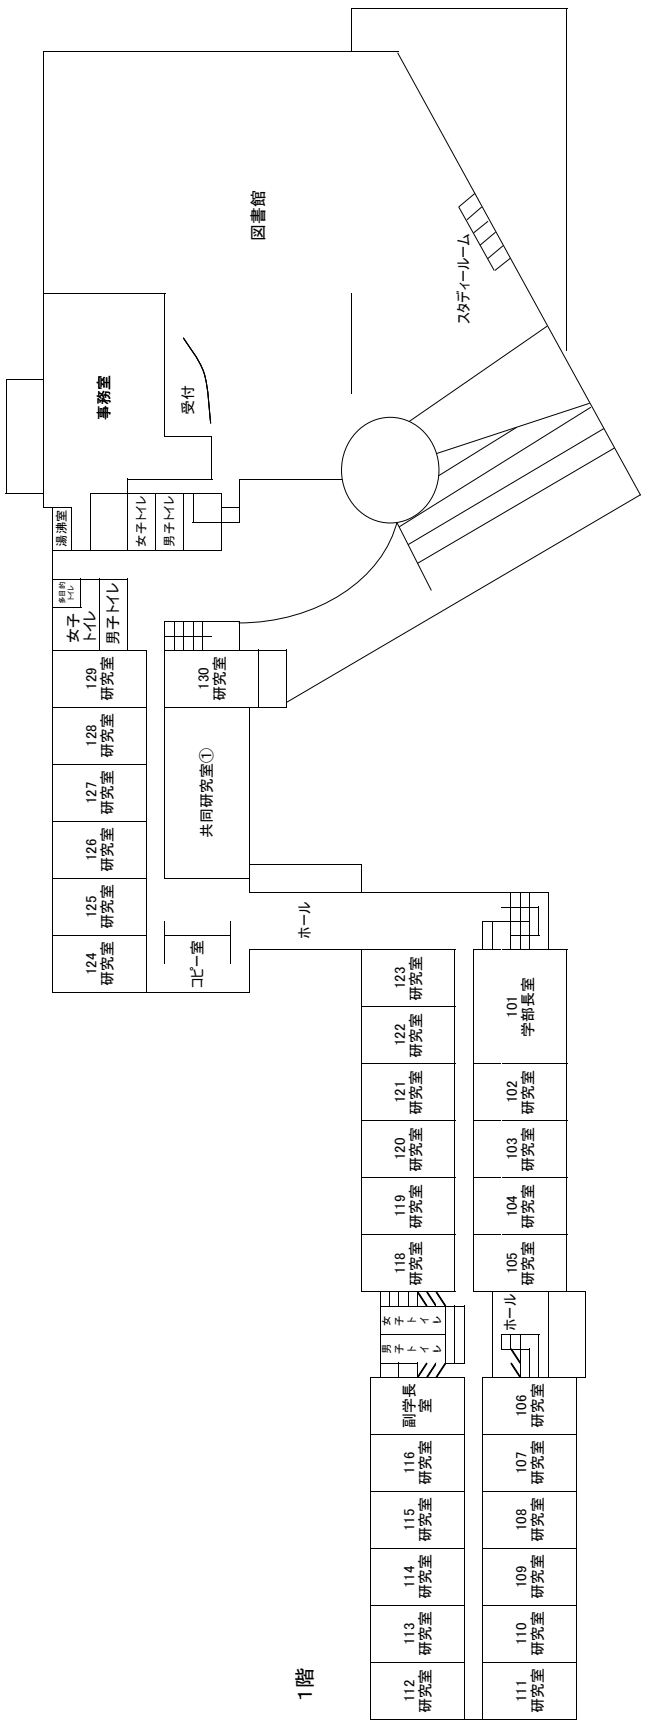 1階
112
研究室
113
研究室
114
研究室
115
研究室
116
研究室
副学長
室
男子トイレ
女子トイレ
118
研究室
119
研究室
120
研究室
121
研究室
122
研究室
123
研究室
111
研究室
110
研究室
109
研究室
108
研究室
107
研究室
106
研究室
ホール
105
研究室
104
研究室
103
研究室
102
研究室
101
学部長室
ホール
コピー室
124
研究室
125
研究室
126
研究室
127
研究室
128
研究室
129
研究室
共同研究室①
130
研究室
女子
トイレ
男子トイレ
多目的
トイレ
湯沸室
女子トイレ
男子トイレ
事務室
受付
図書館
スタディールーム